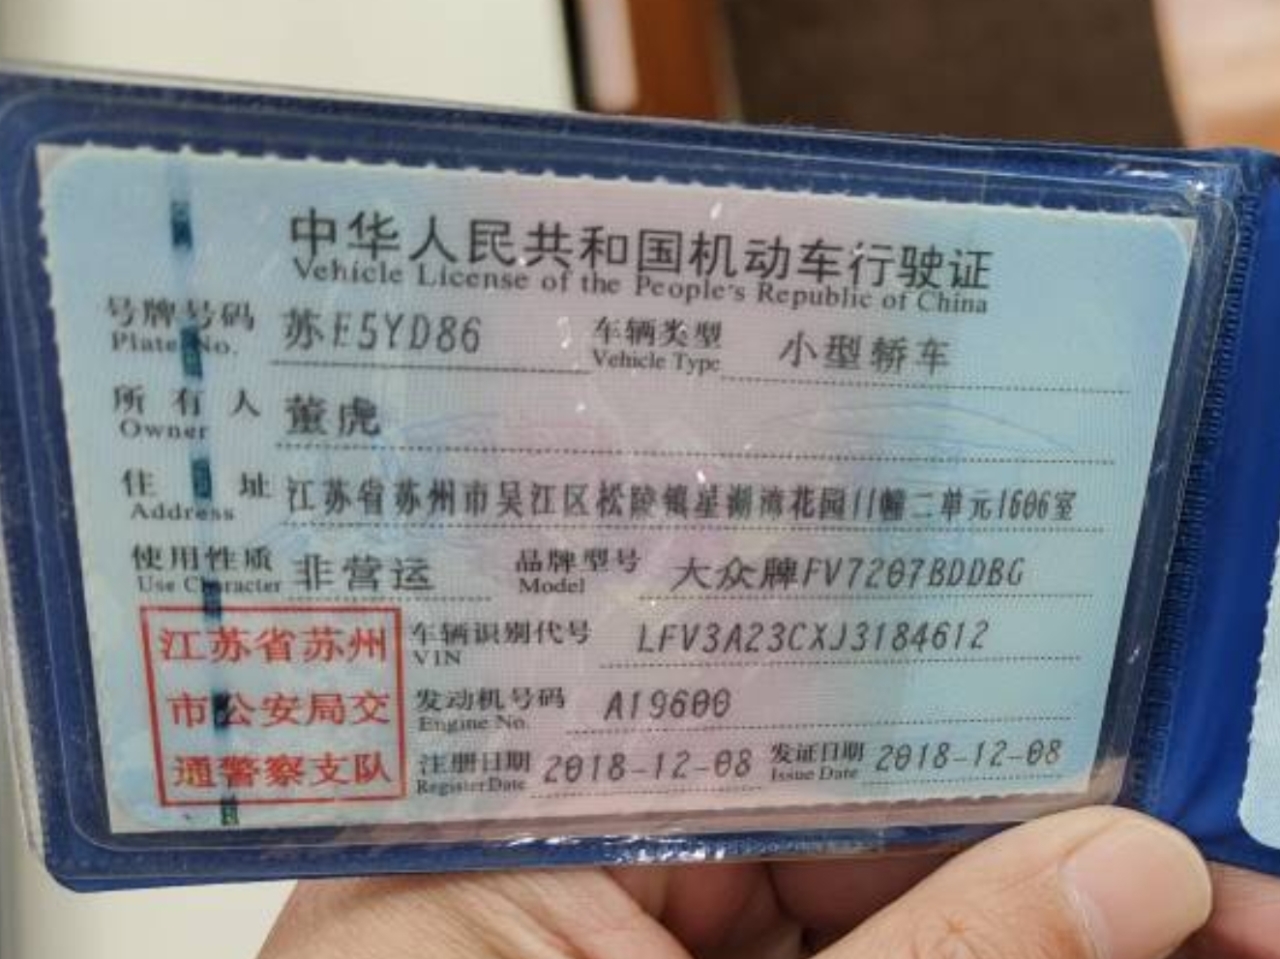 中华人民共和国机动车行驶证
Vehicle License of the People's Republic of China
号牌号码 苏E5YD86 车辆类型 小型轿车
Plate No. Vehicle Type
所有人 董虎
Owner
住址 江苏省苏州市吴江区松陵镇星湖湾花园11幢二单元1606室
Address
使用性质 非营运 品牌型号 大众牌FV7207BDDBG
Use Character Model
江苏省苏州
市公安局交
通警察支队
车辆识别代号 LFV3A23CXJ3184612
VIN
发动机号码 A19600
Engine No.
注册日期 2018-12-08 发证日期 2018-12-08
Register Date Issue Date